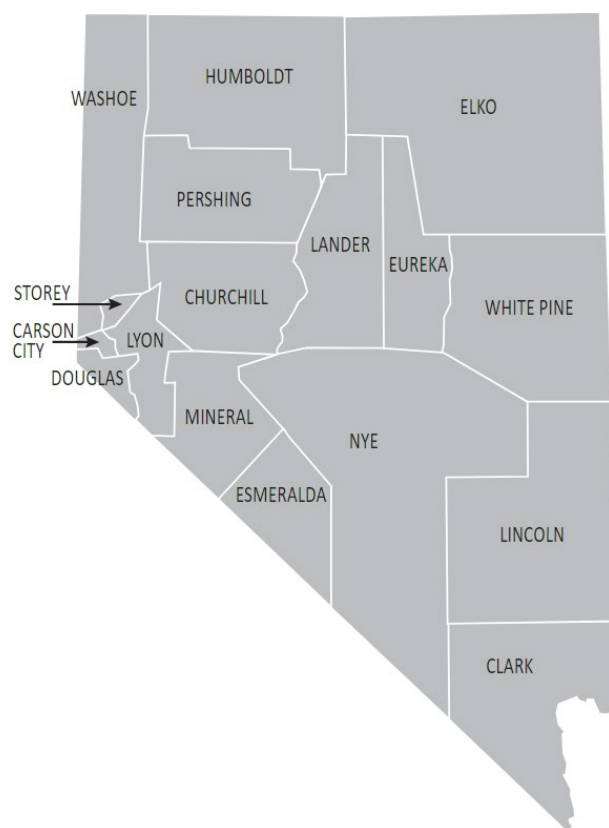 HUMBOLDT
WASHOE
ELKO
PERSHING
LANDER
EUREKA
STOREY
CHURCHILL
WHITE PINE
CARSON
CITY
LYON
DOUGLAS
MINERAL
NYE
ESMERALDA
LINCOLN
CLARK